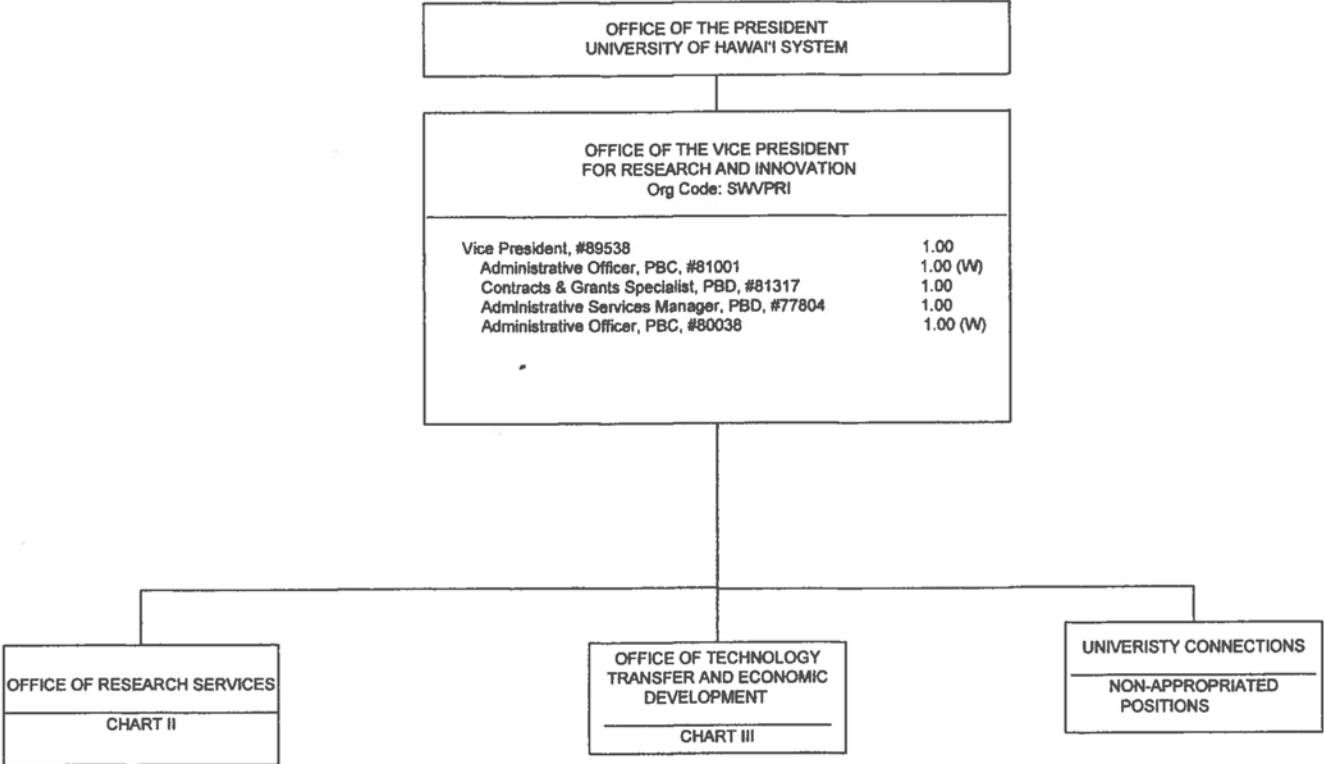 OFFICE OF THE PRESIDENT
UNIVERSITY OF HAWAI'I SYSTEM
OFFICE OF THE VICE PRESIDENT
FOR RESEARCH AND INNOVATION
Org Code: SWVPRI
Vice President, #89538 1.00
Administrative Officer, PBC, #81001 1.00 (W)
Contracts & Grants Specialist, PBD, #81317 1.00
Administrative Services Manager, PBD, #77804 1.00
Administrative Officer, PBC, #80038 1.00 (W)
OFFICE OF RESEARCH SERVICES
CHART II
OFFICE OF TECHNOLOGY
TRANSFER AND ECONOMIC
DEVELOPMENT
CHART III
UNIVERISTY CONNECTIONS
NON-APPROPRIATED
POSITIONS